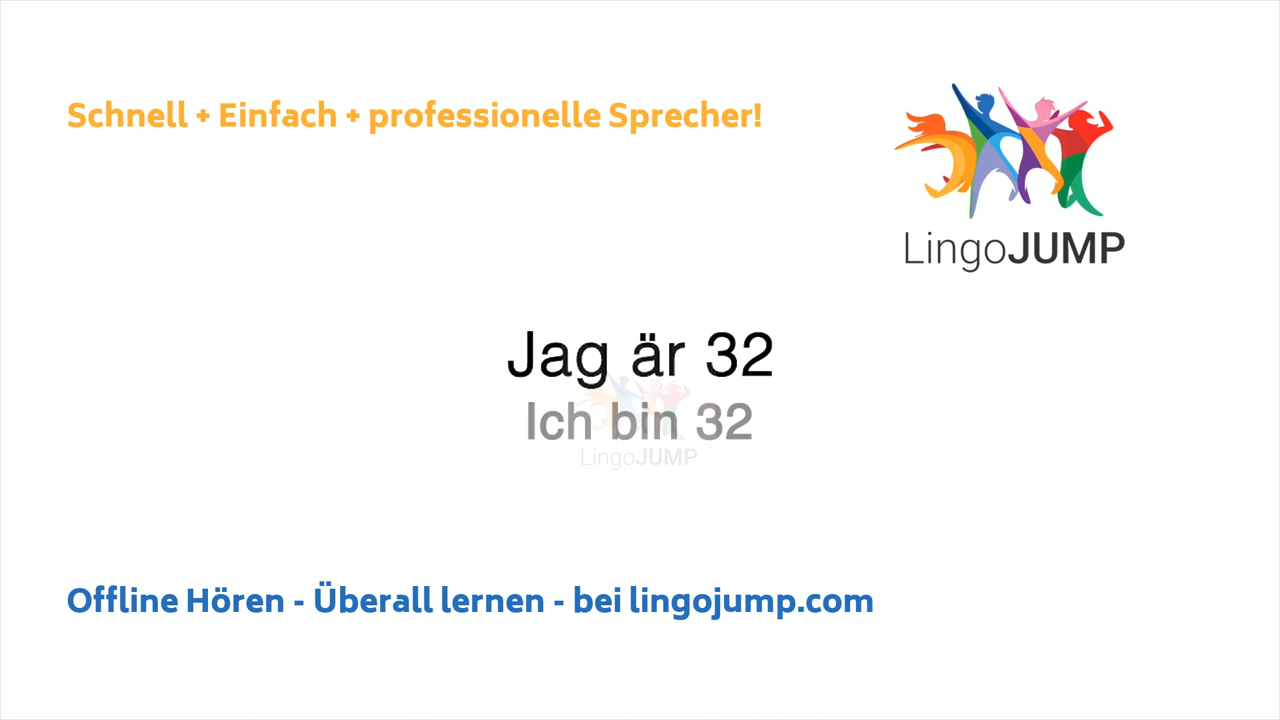 Schnell + Einfach + professionelle Sprecher!
LingoJUMP
Jag är 32
Ich bin 32
LingoJUMP
Offline Hören - Überall lernen - bei lingojump.com